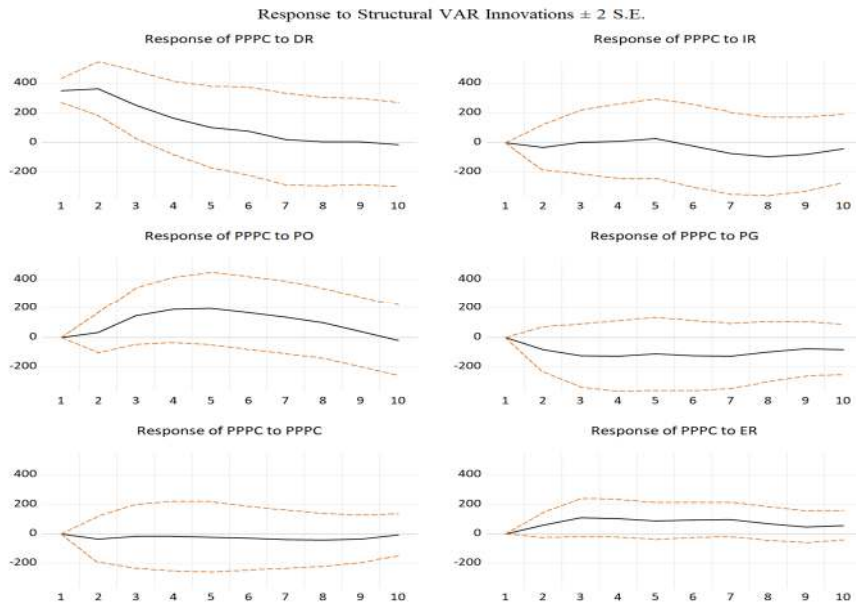 Response to Structural VAR Innovations ± 2 S.E.
Response of PPPC to DR
400
200
0
-200
1 2 3 4 5 6 7 8 9 10
Response of PPPC to IR
400
200
0
-200
1 2 3 4 5 6 7 8 9 10
Response of PPPC to PO
400
200
0
-200
1 2 3 4 5 6 7 8 9 10
Response of PPPC to PG
400
200
0
-200
1 2 3 4 5 6 7 8 9 10
Response of PPPC to PPPC
400
200
0
-200
1 2 3 4 5 6 7 8 9 10
Response of PPPC to ER
400
200
0
-200
1 2 3 4 5 6 7 8 9 10